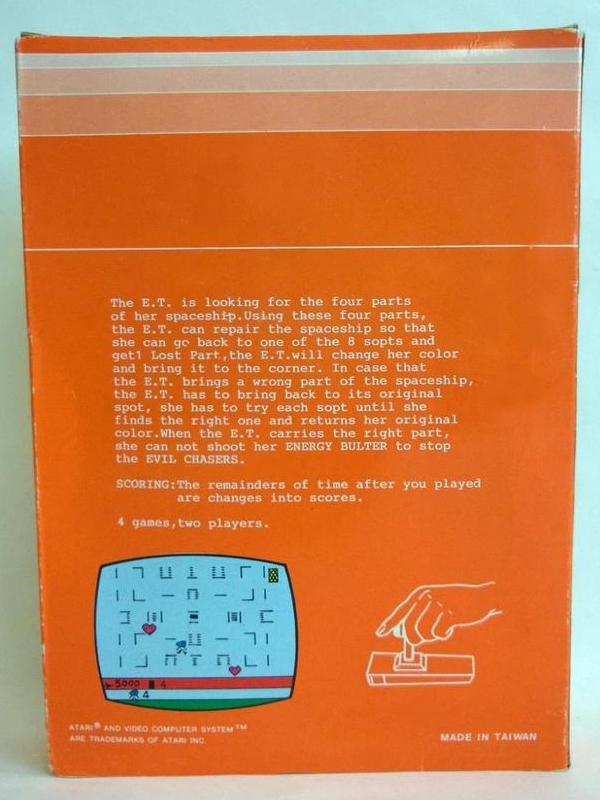 The E.T. is looking for the four parts
of her spaceship.Using these four parts,
the E.T. can repair the spaceship so that
she can go back to one of the 8 sopts and
get1 Lost Part,the E.T.will change her color
and bring it to the corner. In case that
the E.T. brings a wrong part of the spaceship,
the E.T. has to bring back to its original
spot, she has to try each sopt until she
finds the right one and returns her original
color.When the E.T. carries the right part,
she can not shoot her ENERGY BULTER to stop
the EVIL CHASERS.
SCORING:The remainders of time after you played
are changes into scores.
4 games,two players.
5000 4
4
ATARI® AND VIDEO COMPUTER SYSTEM™
ARE TRADEMARKS OF ATARI INC.
MADE IN TAIWAN